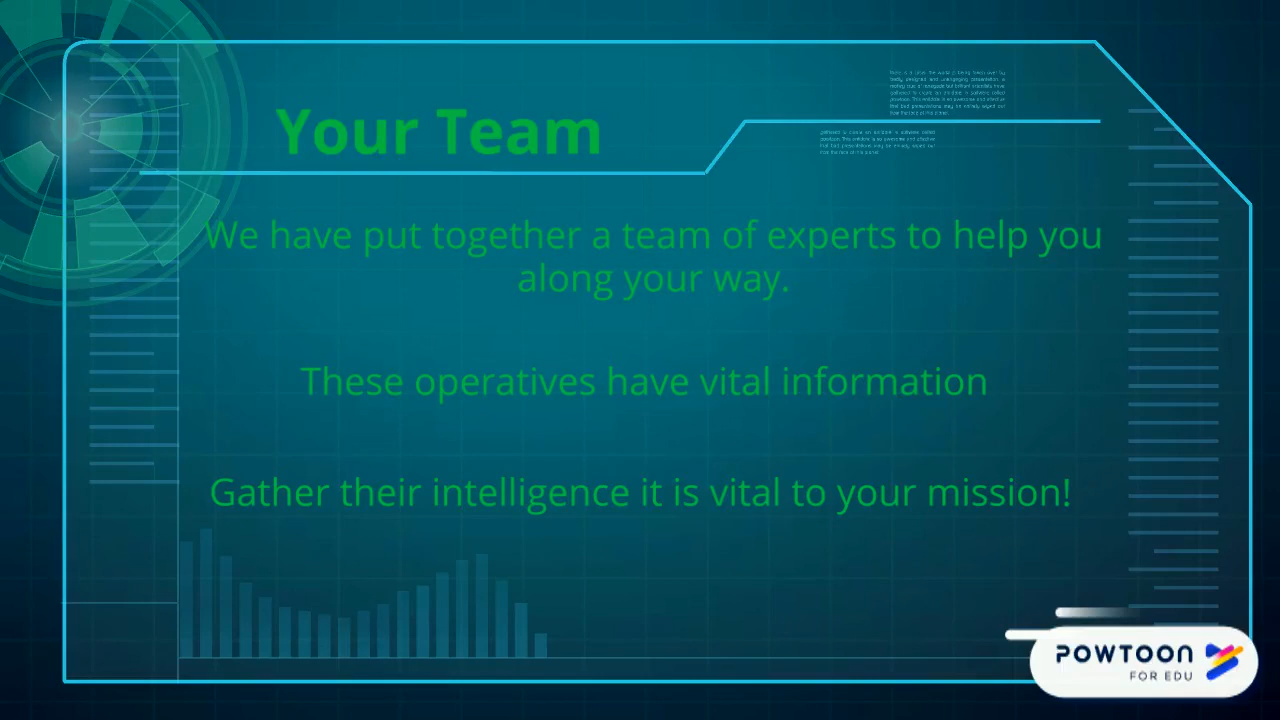 Your Team
We have put together a team of experts to help you
along your way.
These operatives have vital information
Gather their intelligence it is vital to your mission!
POWTOON
FOR EDU